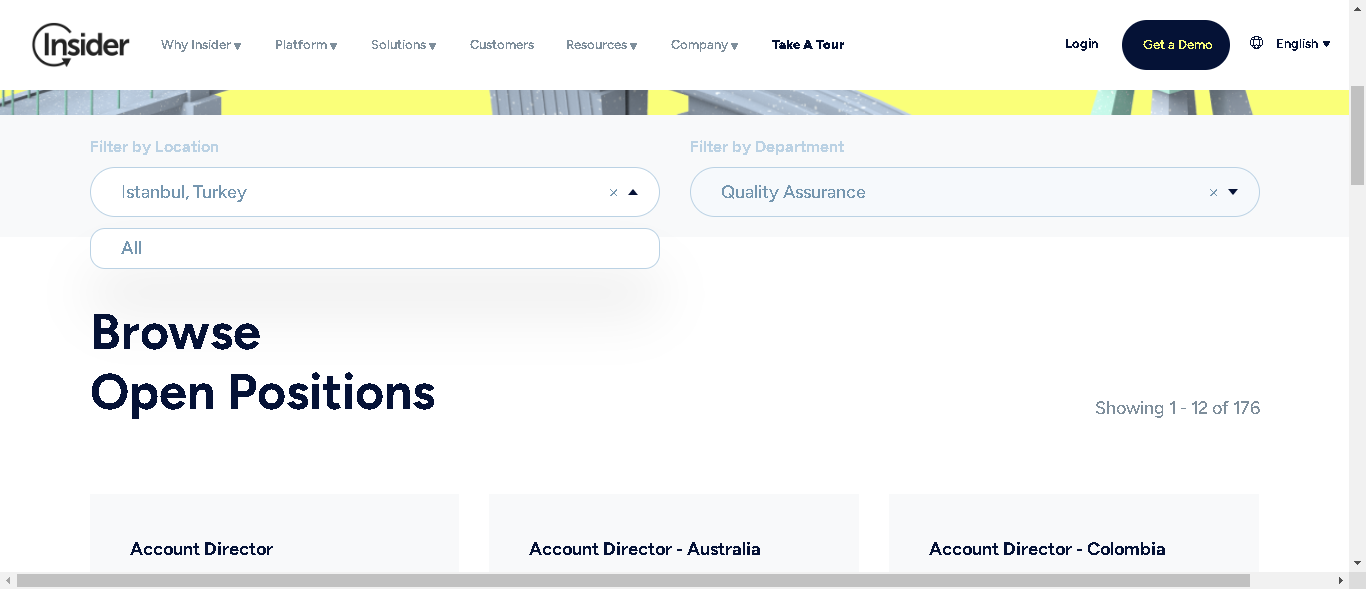 Insider
Why Insider ▾ Platform ▾ Solutions ▾ Customers Resources ▾ Company ▾ Take A Tour Login Get a Demo English ▾
Filter by Location Filter by Department
Istanbul, Turkey × Quality Assurance ×
All
Browse
Open Positions
Showing 1 - 12 of 176
Account Director Account Director - Australia Account Director - Colombia